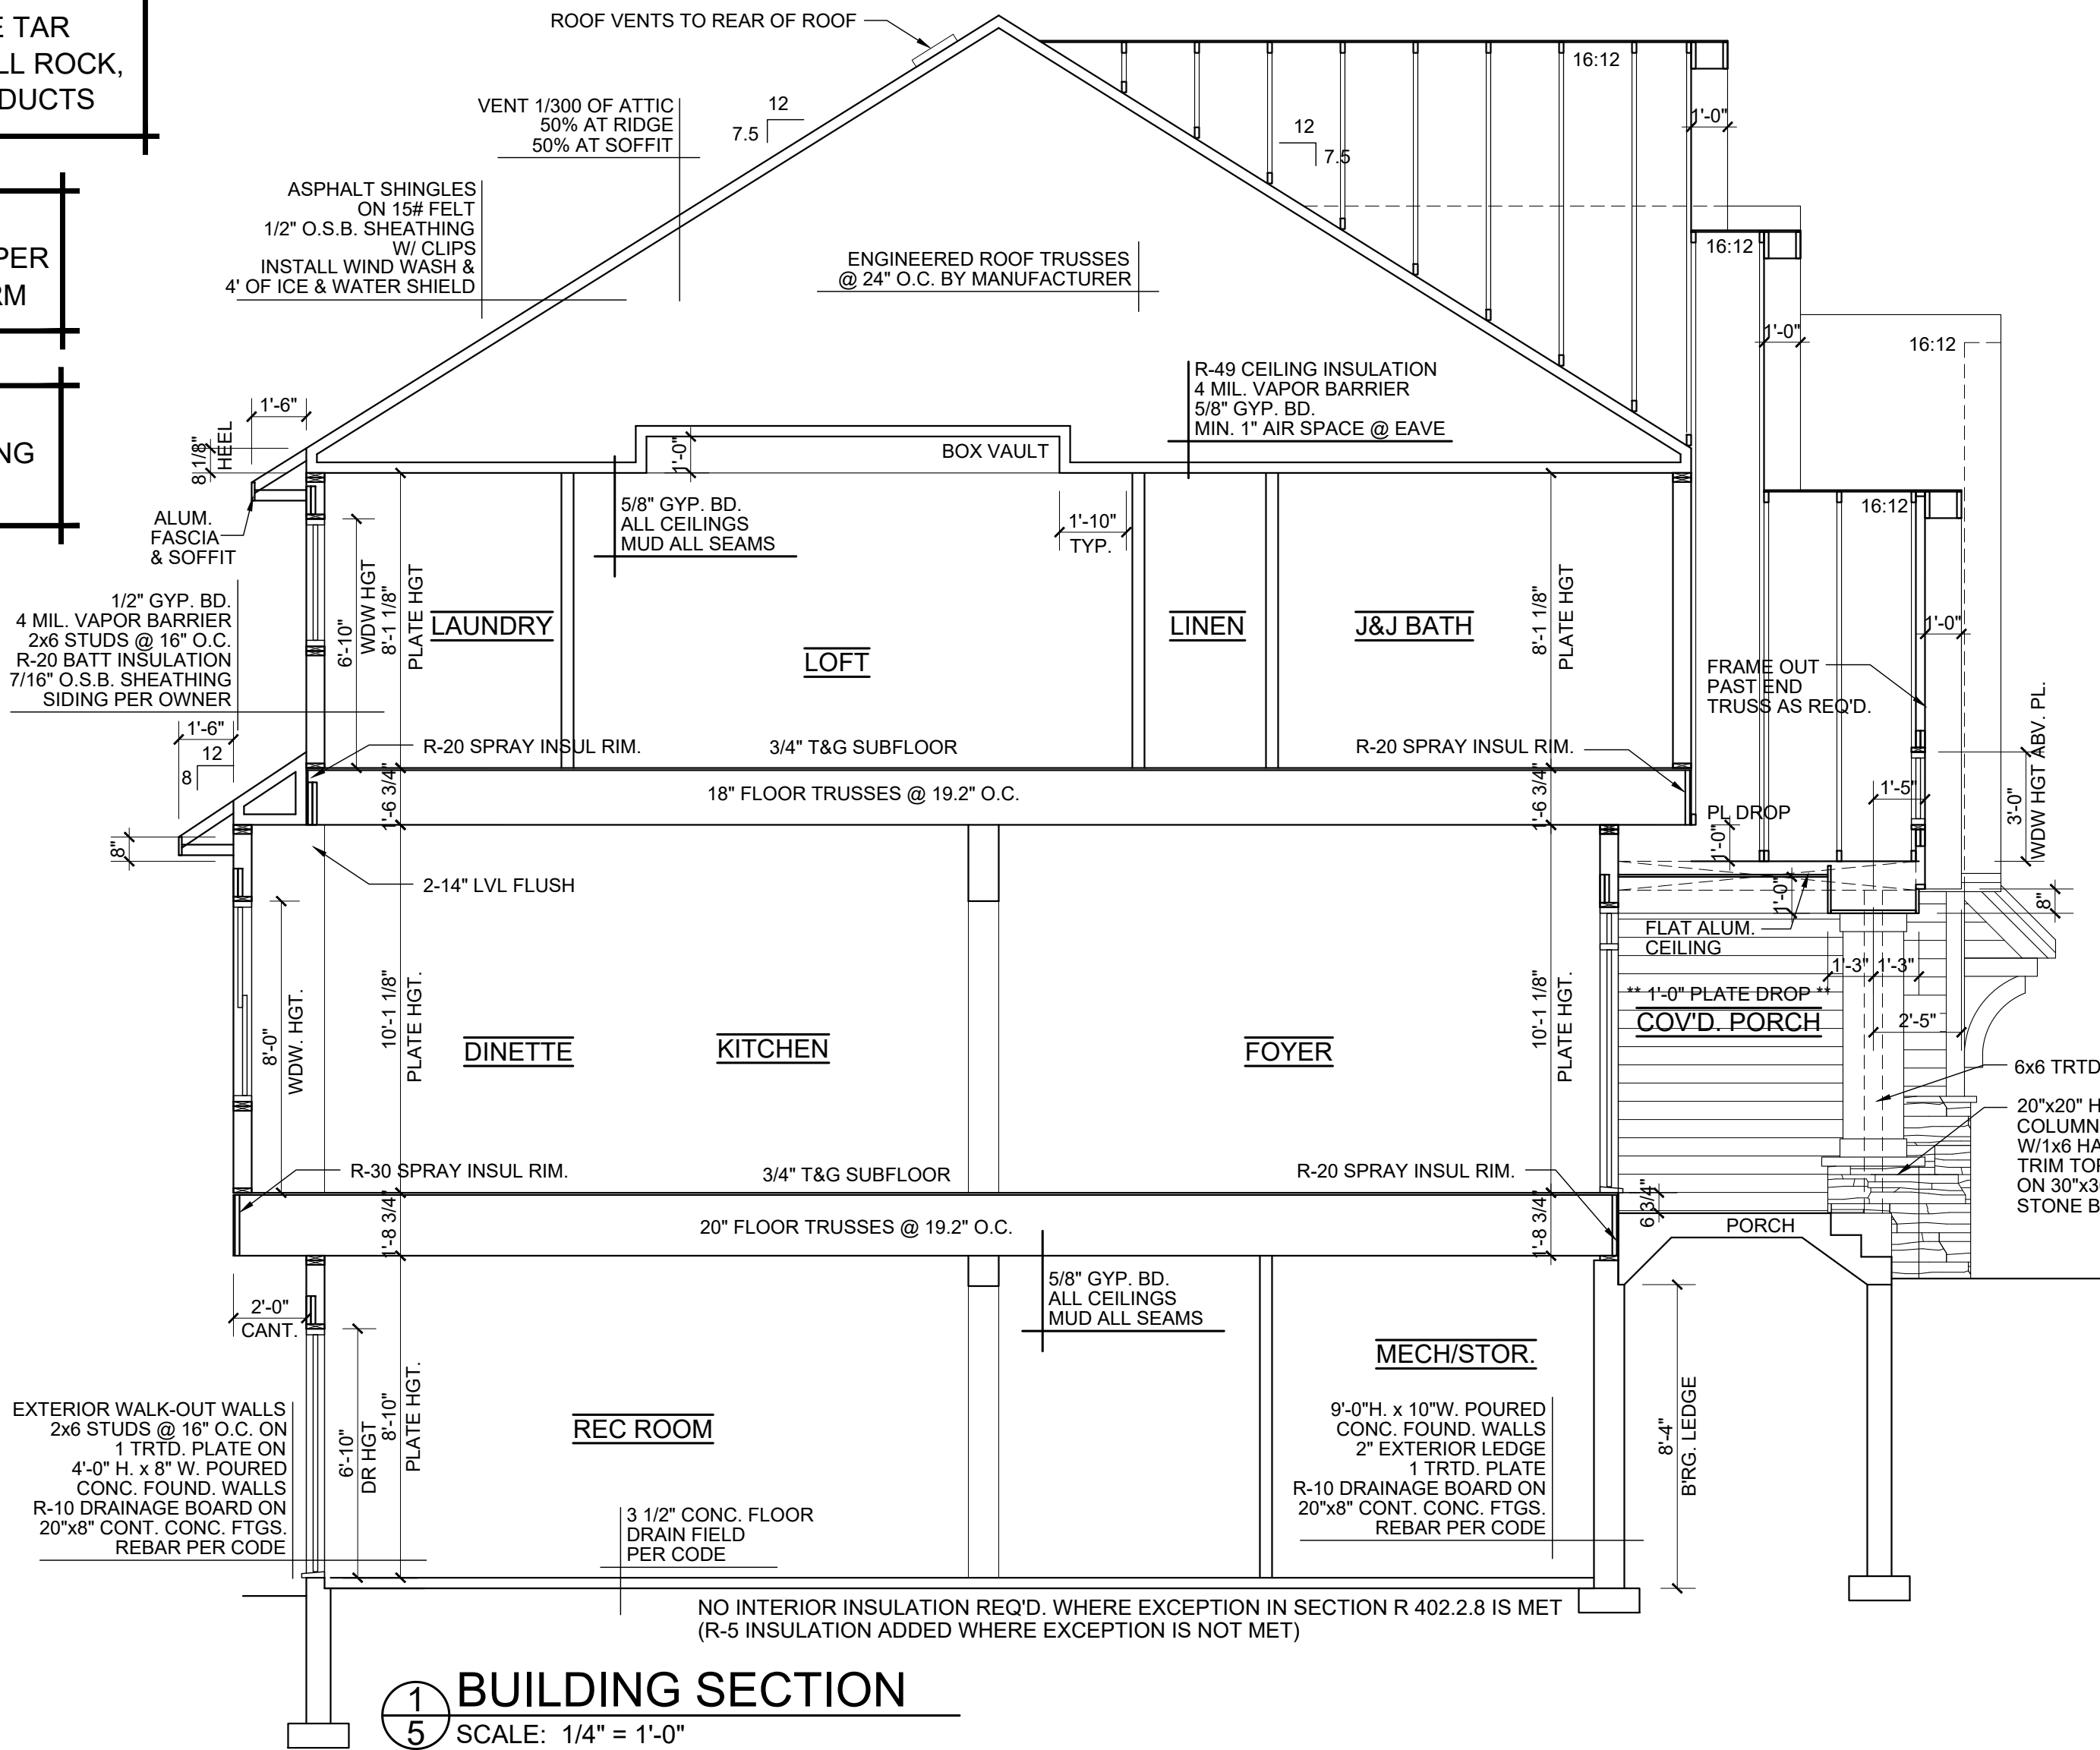 E TAR
LL ROCK,
DUCTS
PER
RM
NG
ROOF VENTS TO REAR OF ROOF
VENT 1/300 OF ATTIC
50% AT RIDGE
50% AT SOFFIT
12
7.5
12
7.5
16:12
1'-0"
ASPHALT SHINGLES
ON 15# FELT
1/2" O.S.B. SHEATHING
W/ CLIPS
INSTALL WIND WASH &
4' OF ICE & WATER SHIELD
ENGINEERED ROOF TRUSSES
@ 24" O.C. BY MANUFACTURER
16:12
1'-0"
16:12
R-49 CEILING INSULATION
4 MIL. VAPOR BARRIER
5/8" GYP. BD.
MIN. 1" AIR SPACE @ EAVE
1'-6"
8 1/8"
HEEL
1'-0"
BOX VAULT
ALUM.
FASCIA
& SOFFIT
5/8" GYP. BD.
ALL CEILINGS
MUD ALL SEAMS
1'-10"
TYP.
16:12
1/2" GYP. BD.
4 MIL. VAPOR BARRIER
2x6 STUDS @ 16" O.C.
R-20 BATT INSULATION
7/16" O.S.B. SHEATHING
SIDING PER OWNER
6'-10"
WDW HGT
8'-1 1/8"
PLATE HGT
LAUNDRY
LOFT
LINEN
J&J BATH
8'-1 1/8"
PLATE HGT
1'-0"
FRAME OUT
PAST END
TRUSS AS REQ'D.
1'-6"
12
8
R-20 SPRAY INSUL RIM.
3/4" T&G SUBFLOOR
R-20 SPRAY INSUL RIM.
1'-6 3/4"
18" FLOOR TRUSSES @ 19.2" O.C.
1'-6 3/4"
PL DROP
1'-0"
1'-5"
3'-0"
WDW HGT ABV. PL.
8"
2-14" LVL FLUSH
1'-0"
8"
FLAT ALUM.
CEILING
1'-3"
1'-3"
** 1'-0" PLATE DROP **
COV'D. PORCH
2'-5"
8'-0"
WDW. HGT.
10'-1 1/8"
PLATE HGT.
DINETTE
KITCHEN
FOYER
10'-1 1/8"
PLATE HGT.
6x6 TRTD
20"x20" H
COLUMN
W/1x6 HA
TRIM TOP
ON 30"x3
STONE B
R-30 SPRAY INSUL RIM.
3/4" T&G SUBFLOOR
R-20 SPRAY INSUL RIM.
1'-8 3/4"
20" FLOOR TRUSSES @ 19.2" O.C.
1'-8 3/4"
6 3/4"
PORCH
2'-0"
CANT.
5/8" GYP. BD.
ALL CEILINGS
MUD ALL SEAMS
6'-10"
DR HGT
8'-10"
PLATE HGT.
REC ROOM
MECH/STOR.
8'-4"
B'RG. LEDGE
EXTERIOR WALK-OUT WALLS
2x6 STUDS @ 16" O.C. ON
1 TRTD. PLATE ON
4'-0" H. x 8" W. POURED
CONC. FOUND. WALLS
R-10 DRAINAGE BOARD ON
20"x8" CONT. CONC. FTGS.
REBAR PER CODE
3 1/2" CONC. FLOOR
DRAIN FIELD
PER CODE
9'-0"H. x 10"W. POURED
CONC. FOUND. WALLS
2" EXTERIOR LEDGE
1 TRTD. PLATE
R-10 DRAINAGE BOARD ON
20"x8" CONT. CONC. FTGS.
REBAR PER CODE
NO INTERIOR INSULATION REQ'D. WHERE EXCEPTION IN SECTION R 402.2.8 IS MET
(R-5 INSULATION ADDED WHERE EXCEPTION IS NOT MET)
1
5
BUILDING SECTION
SCALE: 1/4" = 1'-0"